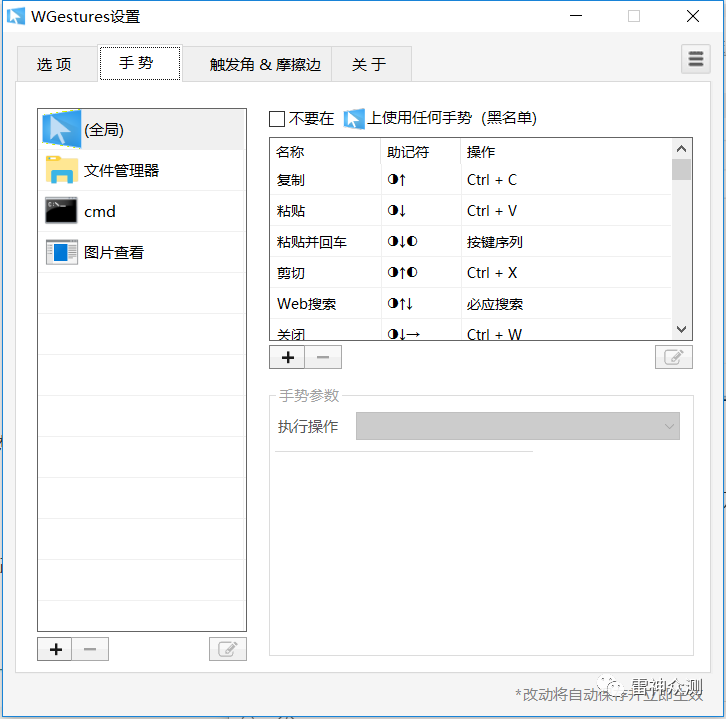 WGestures设置
选 项 手 势 触发角 & 摩擦边 关 于
(全局)
文件管理器
cmd
图片查看
不要在 上使用任何手势（黑名单）
名称 助记符 操作
复制 ◑↑ Ctrl + C
粘贴 ◑↓ Ctrl + V
粘贴并回车 ◑↓◐ 按键序列
剪切 ◑↑◐ Ctrl + X
Web搜索 ◑↑↓ 必应搜索
关闭 ◑↓→ Ctrl + W
手势参数
执行操作
*改动将自动保存并立即生效
雷神众测